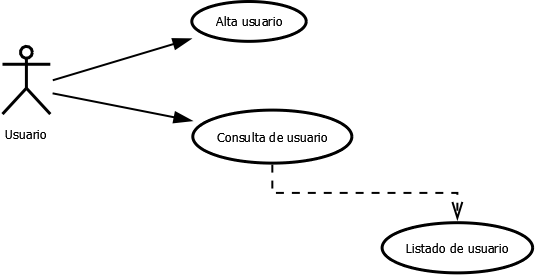 Alta usuario
Usuario
Consulta de usuario
Listado de usuario